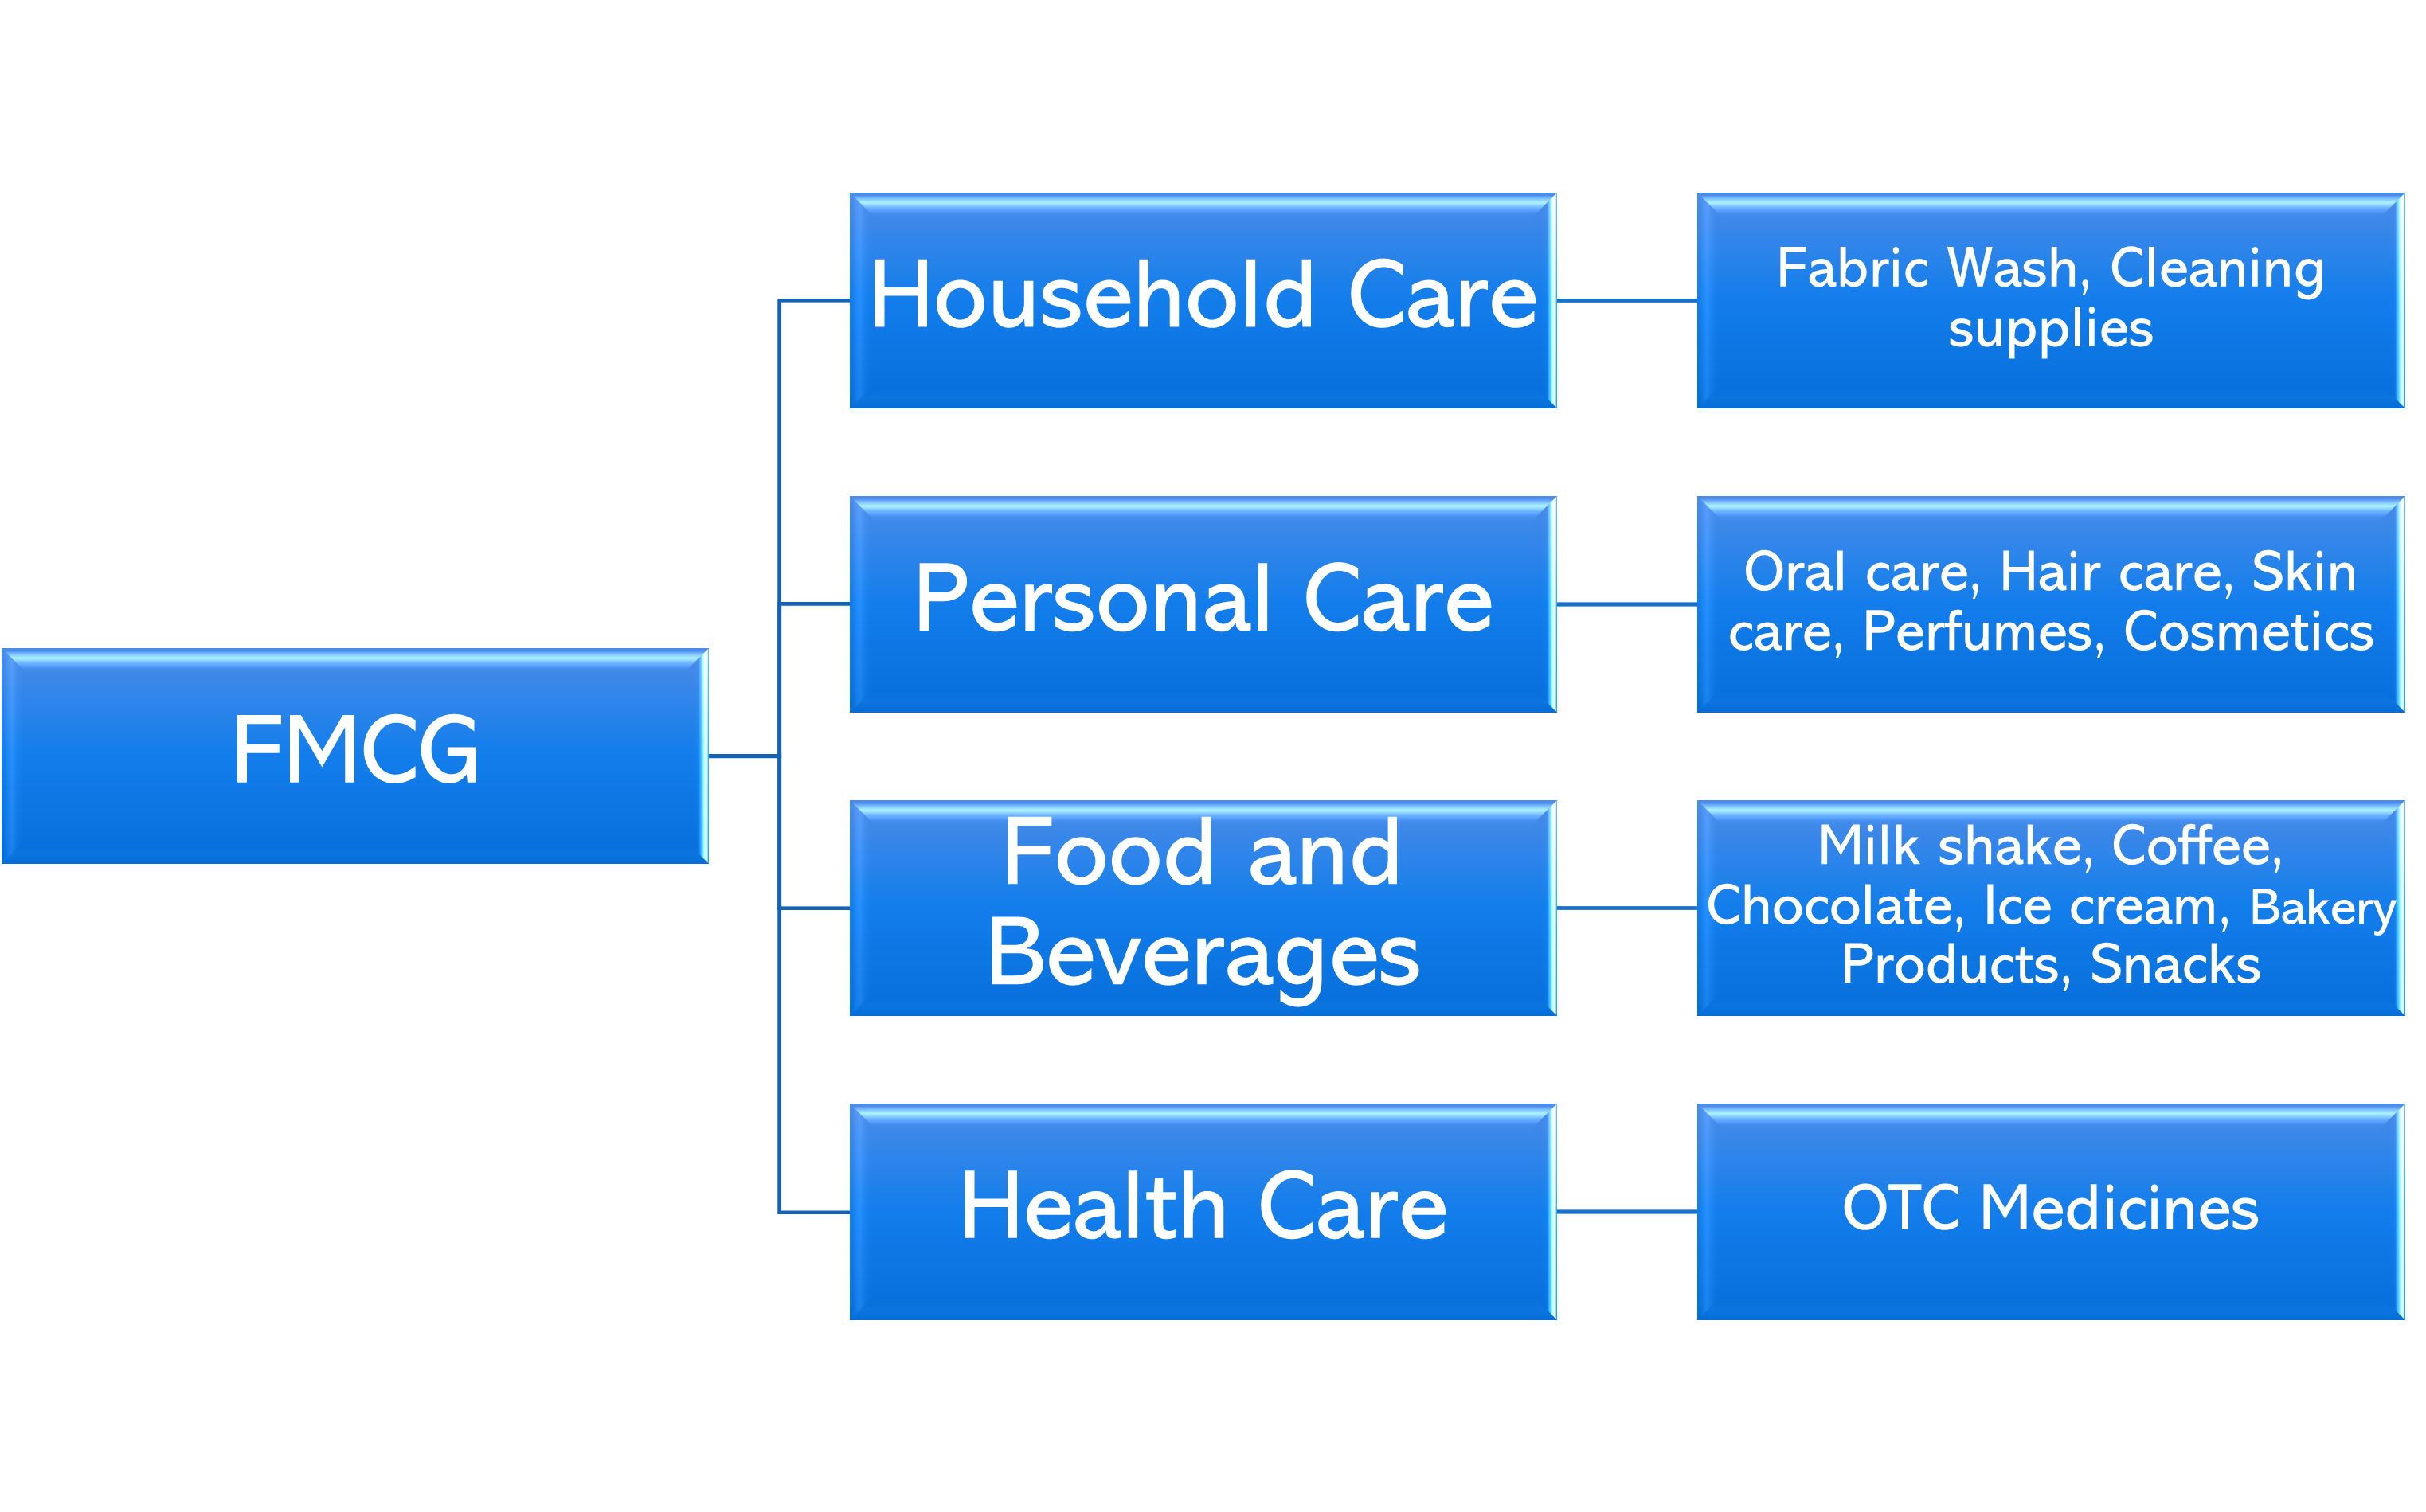 Household Care
Fabric Wash, Cleaning
supplies
Personal Care
Oral care, Hair care, Skin
care, Perfumes, Cosmetics
FMCG
Food and
Beverages
Milk shake, Coffee,
Chocolate, Ice cream, Bakery
Products, Snacks
Health Care
OTC Medicines